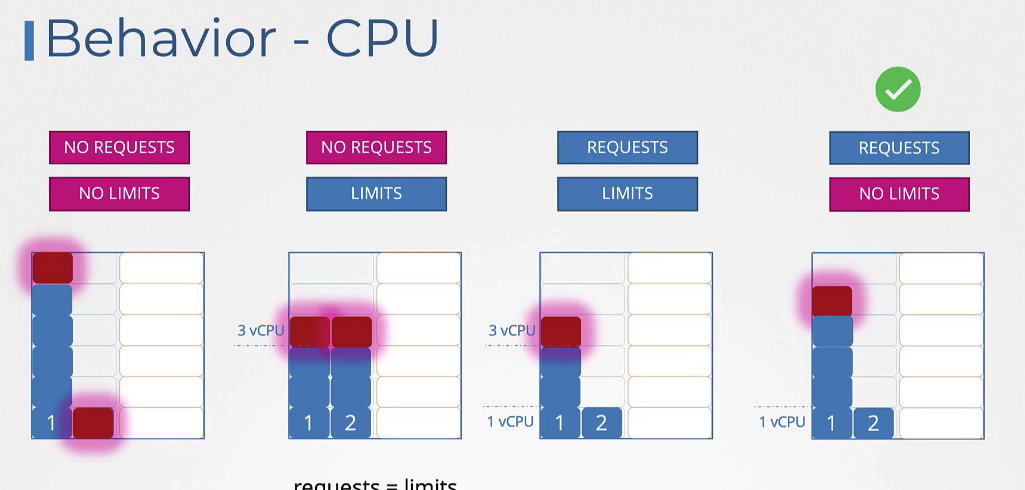 Behavior - CPU
NO REQUESTS
NO LIMITS
NO REQUESTS
LIMITS
REQUESTS
LIMITS
REQUESTS
NO LIMITS
1
3 vCPU
1 2
3 vCPU
1 vCPU
1 2
1 vCPU
1 2
requests = limits